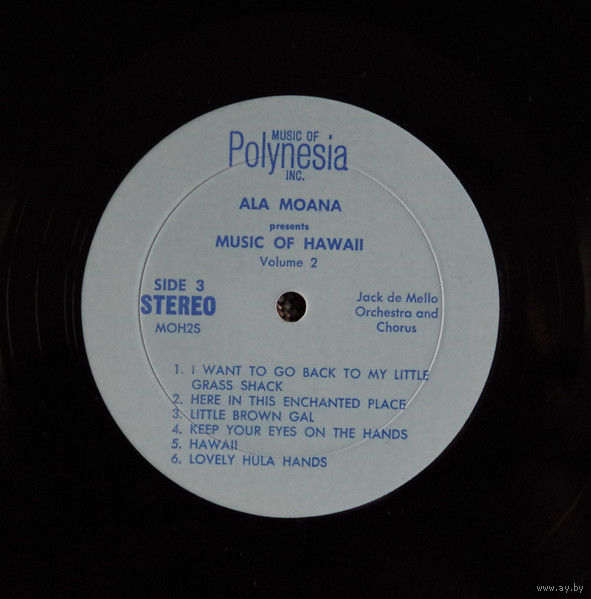 MUSIC OF
Polynesia
INC.
ALA MOANA
presents
MUSIC OF HAWAII
Volume 2
SIDE 3
STEREO
MOH2S
Jack de Mello
Orchestra and
Chorus
1. I WANT TO GO BACK TO MY LITTLE
GRASS SHACK
2. HERE IN THIS ENCHANTED PLACE
3. LITTLE BROWN GAL
4. KEEP YOUR EYES ON THE HANDS
5. HAWAII
6. LOVELY HULA HANDS
www.ay.by